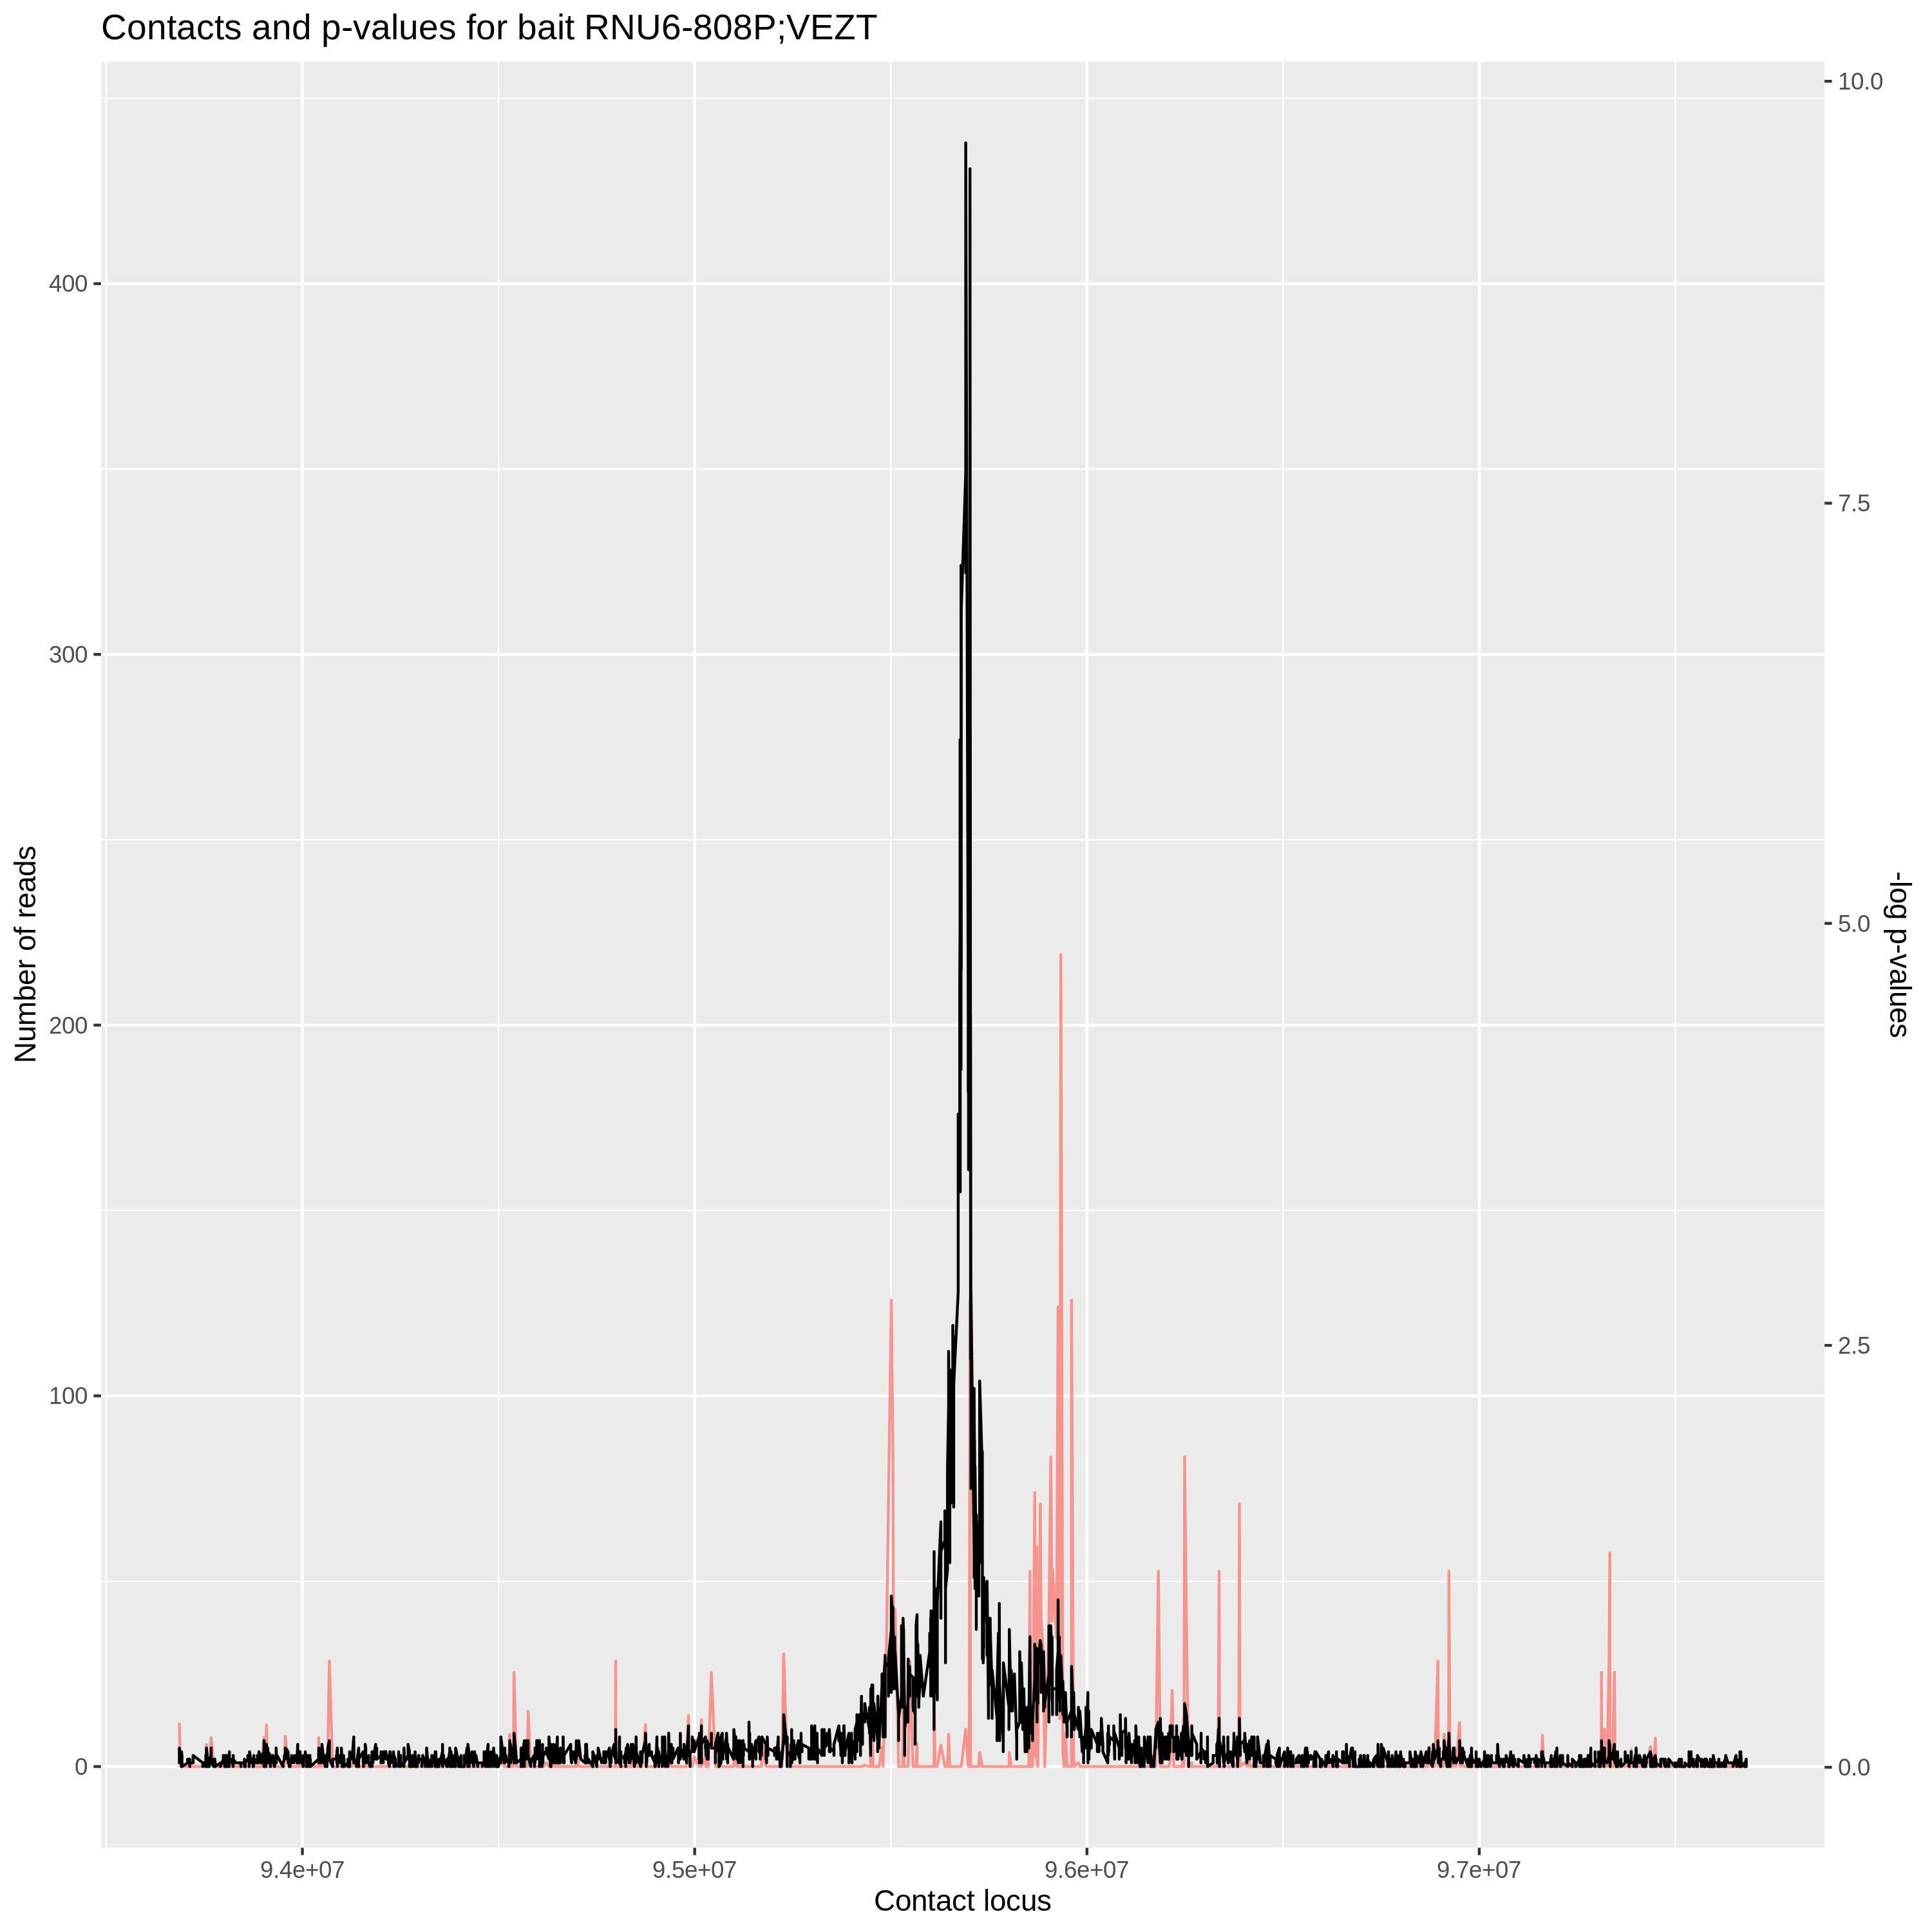 Contacts and p-values for bait RNU6-808P;VEZT
Number of reads
400
300
200
100
0
10.0
7.5
5.0
2.5
0.0
-log p-values
9.4e+07 9.5e+07 9.6e+07 9.7e+07
Contact locus